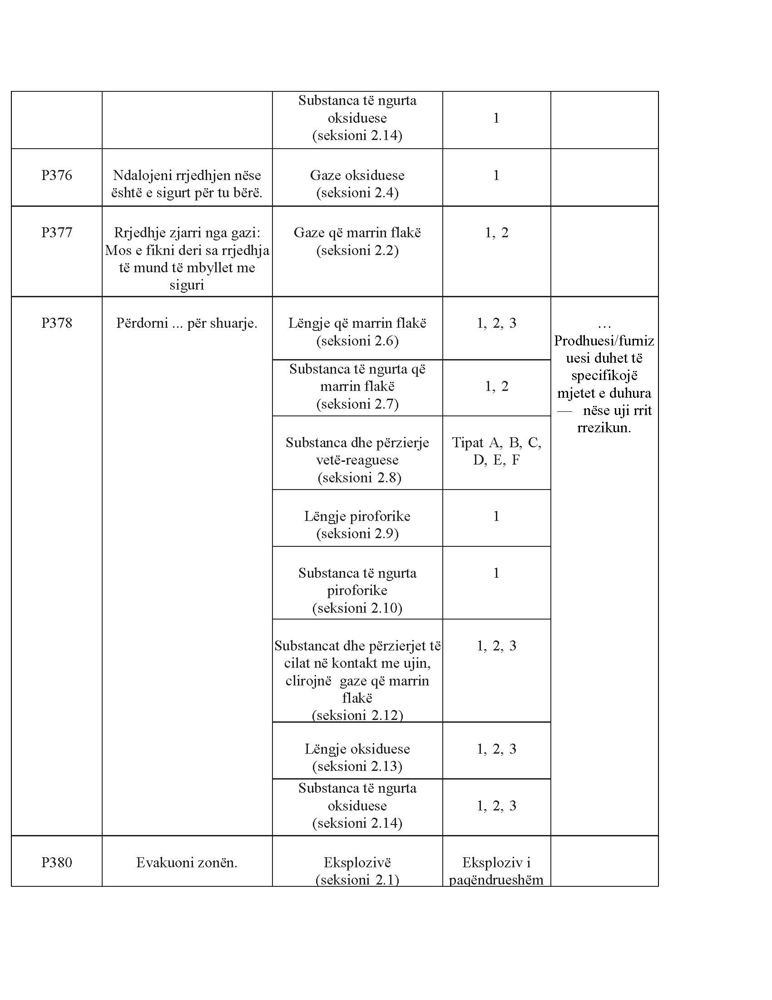 Substanca të ngurta
oksiduese
(seksioni 2.14)
1
P376
Ndalojeni rrjedhjen nëse
është e sigurt për tu bërë.
Gaze oksiduese
(seksioni 2.4)
1
P377
Rrjedhje zjarri nga gazi:
Mos e fikni deri sa rrjedhja
të mund të mbyllet me
siguri
Gaze që marrin flakë
(seksioni 2.2)
1, 2
P378
Përdorni ... për shuarje.
Lëngje që marrin flakë
(seksioni 2.6)
1, 2, 3
…
Prodhuesi/furniz
uesi duhet të
specifikojë
mjetet e duhura
— nëse uji rrit
rrezikun.
Substanca të ngurta që
marrin flakë
(seksioni 2.7)
1, 2
Substanca dhe përzierje
vetë-reaguese
(seksioni 2.8)
Tipat A, B, C,
D, E, F
Lëngje piroforike
(seksioni 2.9)
1
Substanca të ngurta
piroforike
(seksioni 2.10)
1
Substancat dhe përzierjet të
cilat në kontakt me ujin,
clirojnë gaze që marrin
flakë
(seksioni 2.12)
1, 2, 3
Lëngje oksiduese
(seksioni 2.13)
1, 2, 3
Substanca të ngurta
oksiduese
(seksioni 2.14)
1, 2, 3
P380
Evakuoni zonën.
Eksplozivë
(seksioni 2.1)
Eksploziv i
paqëndrueshëm